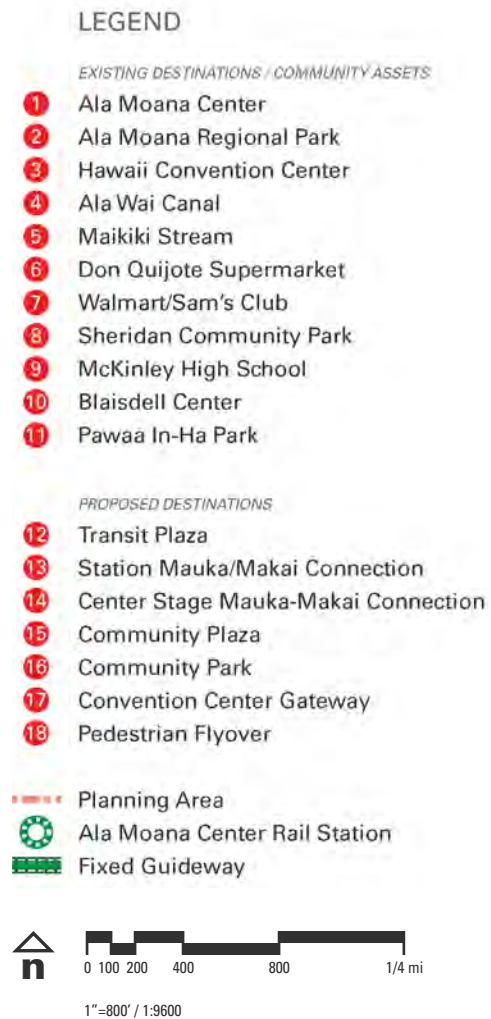 LEGEND
EXISTING DESTINATIONS / COMMUNITY ASSETS
1 Ala Moana Center
2 Ala Moana Regional Park
3 Hawaii Convention Center
4 Ala Wai Canal
5 Maikiki Stream
6 Don Quijote Supermarket
7 Walmart/Sam's Club
8 Sheridan Community Park
9 McKinley High School
10 Blaisdell Center
11 Pawaa In-Ha Park
PROPOSED DESTINATIONS
12 Transit Plaza
13 Station Mauka/Makai Connection
14 Center Stage Mauka-Makai Connection
15 Community Plaza
16 Community Park
17 Convention Center Gateway
18 Pedestrian Flyover
Planning Area
Ala Moana Center Rail Station
Fixed Guideway
n 0 100 200 400 800 1/4 mi
1"=800' / 1:9600